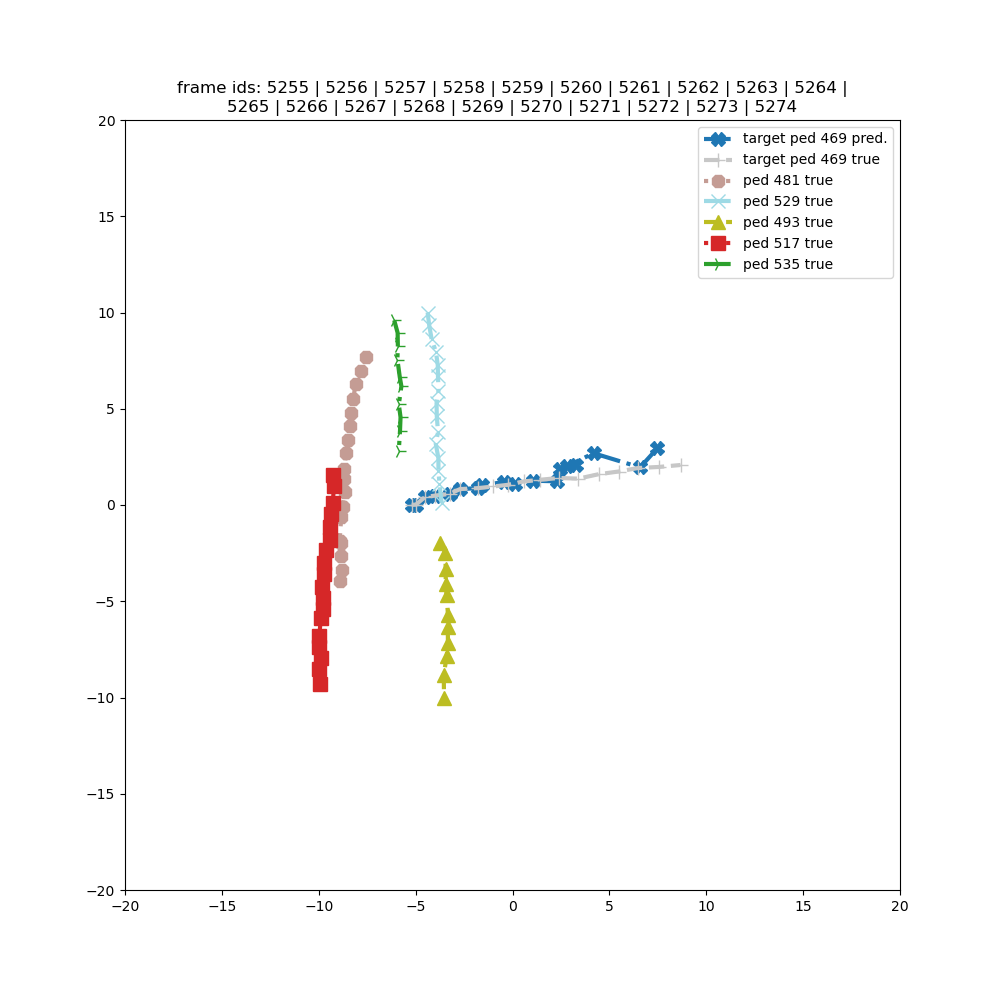 frame ids: 5255 | 5256 | 5257 | 5258 | 5259 | 5260 | 5261 | 5262 | 5263 | 5264 |
5265 | 5266 | 5267 | 5268 | 5269 | 5270 | 5271 | 5272 | 5273 | 5274
target ped 469 pred.
target ped 469 true
ped 481 true
ped 529 true
ped 493 true
ped 517 true
ped 535 true
20
15
10
5
0
−5
−10
−15
−20
−20 −15 −10 −5 0 5 10 15 20